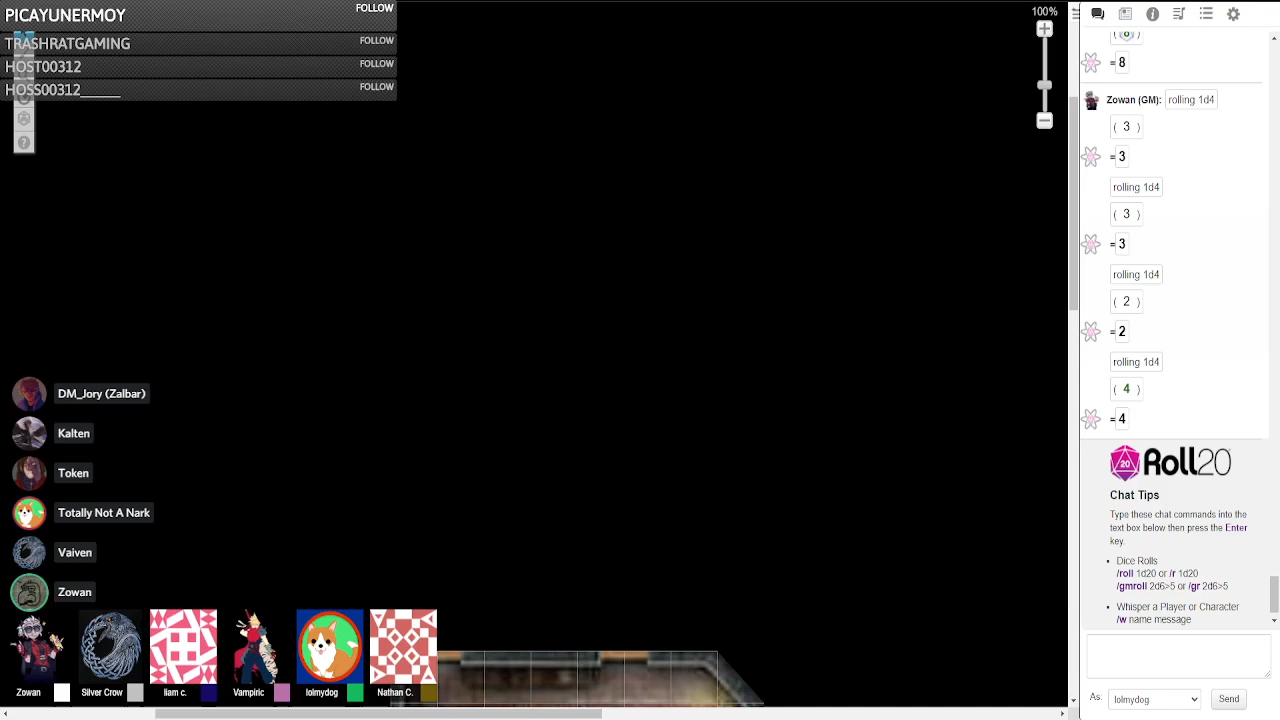 PICAYUNERMOY FOLLOW
TRASHRATGAMING FOLLOW
HOST00312 FOLLOW
HOSS00312_____ FOLLOW
100%
(8)
=8
Zowan (GM): rolling 1d4
( 3 )
=3
rolling 1d4
( 3 )
=3
rolling 1d4
( 2 )
=2
rolling 1d4
( 4 )
=4
DM_Jory (Zalbar)
Kalten
Token
Totally Not A Nark
Vaiven
Zowan
20 Roll20
Chat Tips
Type these chat commands into the
text box below then press the Enter
key.
• Dice Rolls
/roll 1d20 or /r 1d20
/gmroll 2d6>5 or /gr 2d6>5
• Whisper a Player or Character
/w name message
Zowan
Silver Crow
liam c.
Vampiric
lolmydog
Nathan C.
As: lolmydog Send